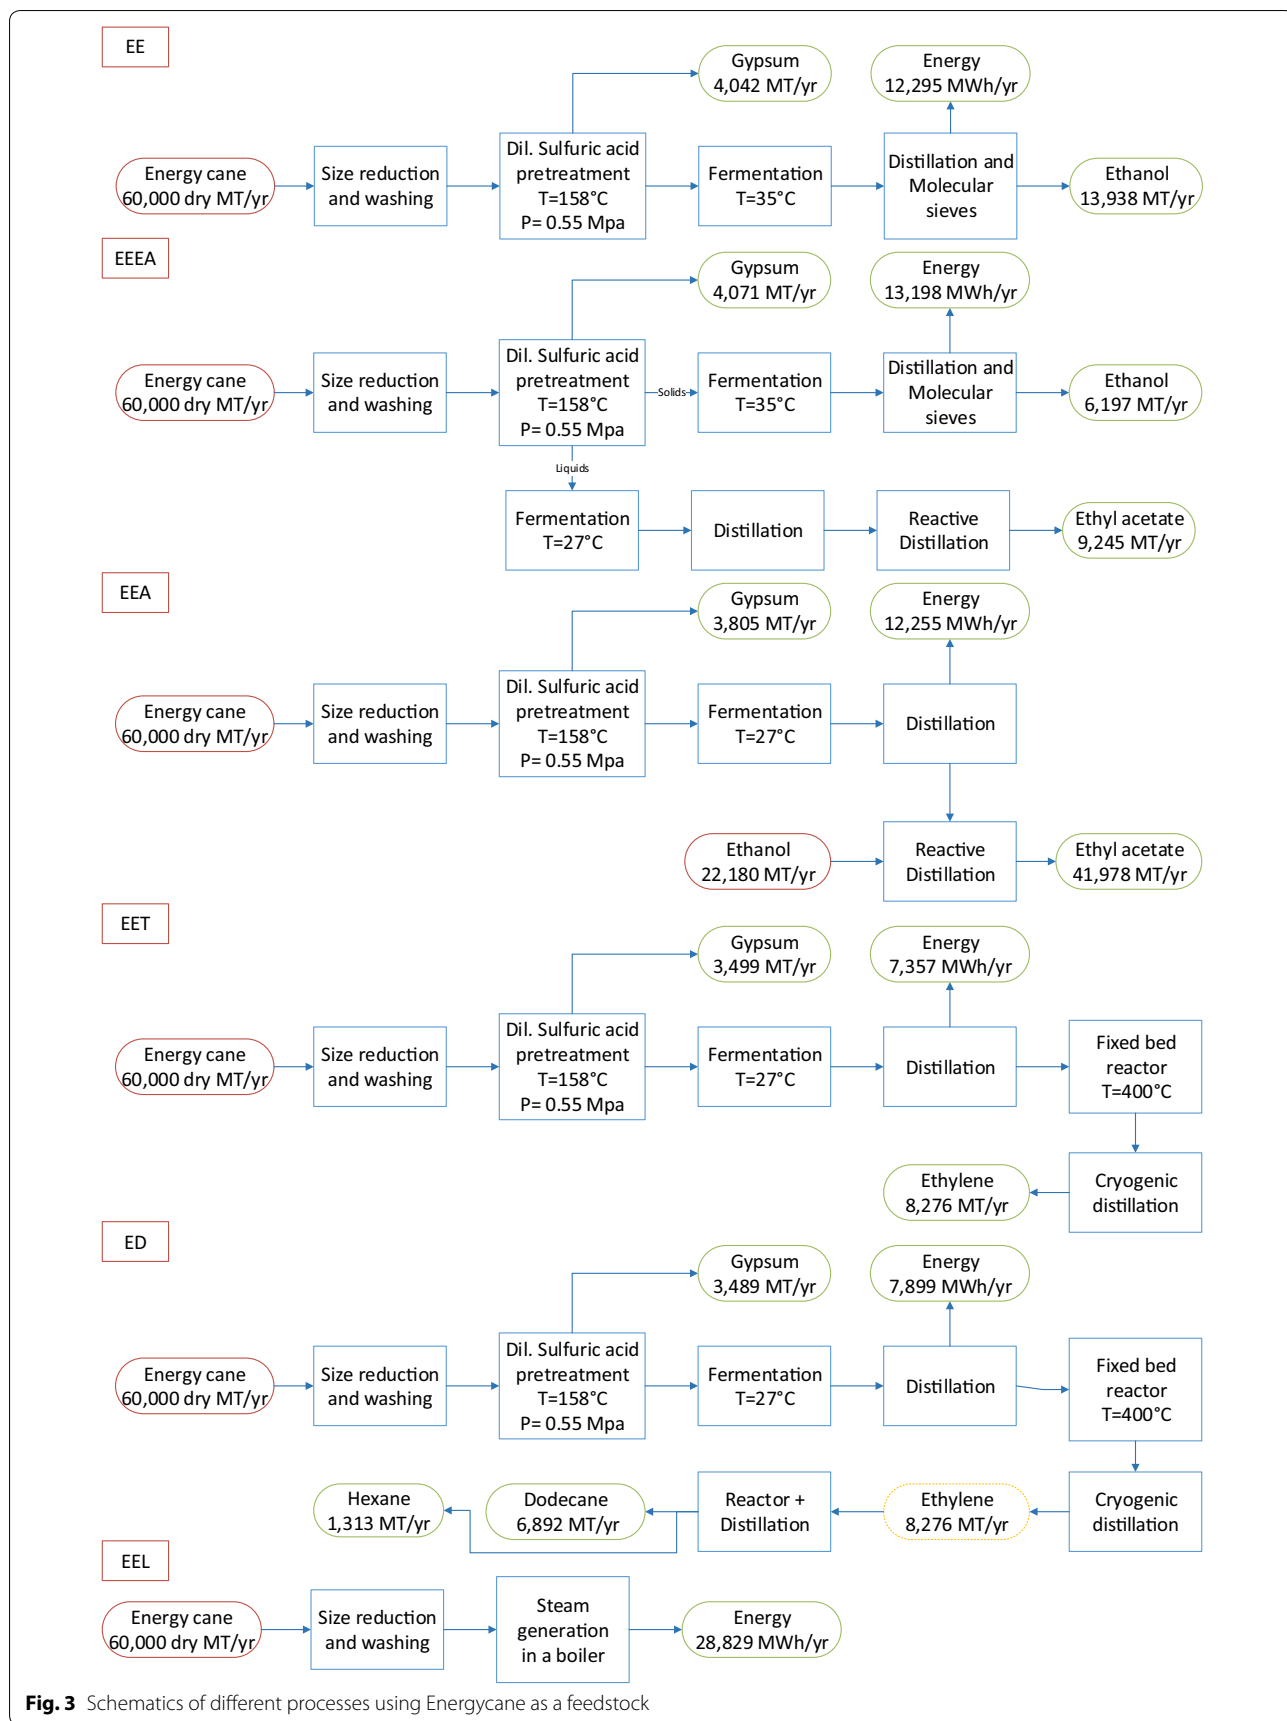 EE
Gypsum
4,042 MT/yr
Energy
12,295 MWh/yr
Energy cane
60,000 dry MT/yr
Size reduction
and washing
Dil. Sulfuric acid
pretreatment
T=158°C
P= 0.55 Mpa
Fermentation
T=35°C
Distillation and
Molecular
sieves
Ethanol
13,938 MT/yr
EEEA
Gypsum
4,071 MT/yr
Energy
13,198 MWh/yr
Energy cane
60,000 dry MT/yr
Size reduction
and washing
Dil. Sulfuric acid
pretreatment
T=158°C
P= 0.55 Mpa
Solids
Fermentation
T=35°C
Distillation and
Molecular
sieves
Ethanol
6,197 MT/yr
Liquids
Fermentation
T=27°C
Distillation
Reactive
Distillation
Ethyl acetate
9,245 MT/yr
EEA
Gypsum
3,805 MT/yr
Energy
12,255 MWh/yr
Energy cane
60,000 dry MT/yr
Size reduction
and washing
Dil. Sulfuric acid
pretreatment
T=158°C
P= 0.55 Mpa
Fermentation
T=27°C
Distillation
Ethanol
22,180 MT/yr
Reactive
Distillation
Ethyl acetate
41,978 MT/yr
EET
Gypsum
3,499 MT/yr
Energy
7,357 MWh/yr
Energy cane
60,000 dry MT/yr
Size reduction
and washing
Dil. Sulfuric acid
pretreatment
T=158°C
P= 0.55 Mpa
Fermentation
T=27°C
Distillation
Fixed bed
reactor
T=400°C
Ethylene
8,276 MT/yr
Cryogenic
distillation
ED
Gypsum
3,489 MT/yr
Energy
7,899 MWh/yr
Energy cane
60,000 dry MT/yr
Size reduction
and washing
Dil. Sulfuric acid
pretreatment
T=158°C
P= 0.55 Mpa
Fermentation
T=27°C
Distillation
Fixed bed
reactor
T=400°C
Hexane
1,313 MT/yr
Dodecane
6,892 MT/yr
Reactor +
Distillation
Ethylene
8,276 MT/yr
Cryogenic
distillation
EEL
Energy cane
60,000 dry MT/yr
Size reduction
and washing
Steam
generation
in a boiler
Energy
28,829 MWh/yr
Fig. 3 Schematics of different processes using Energycane as a feedstock